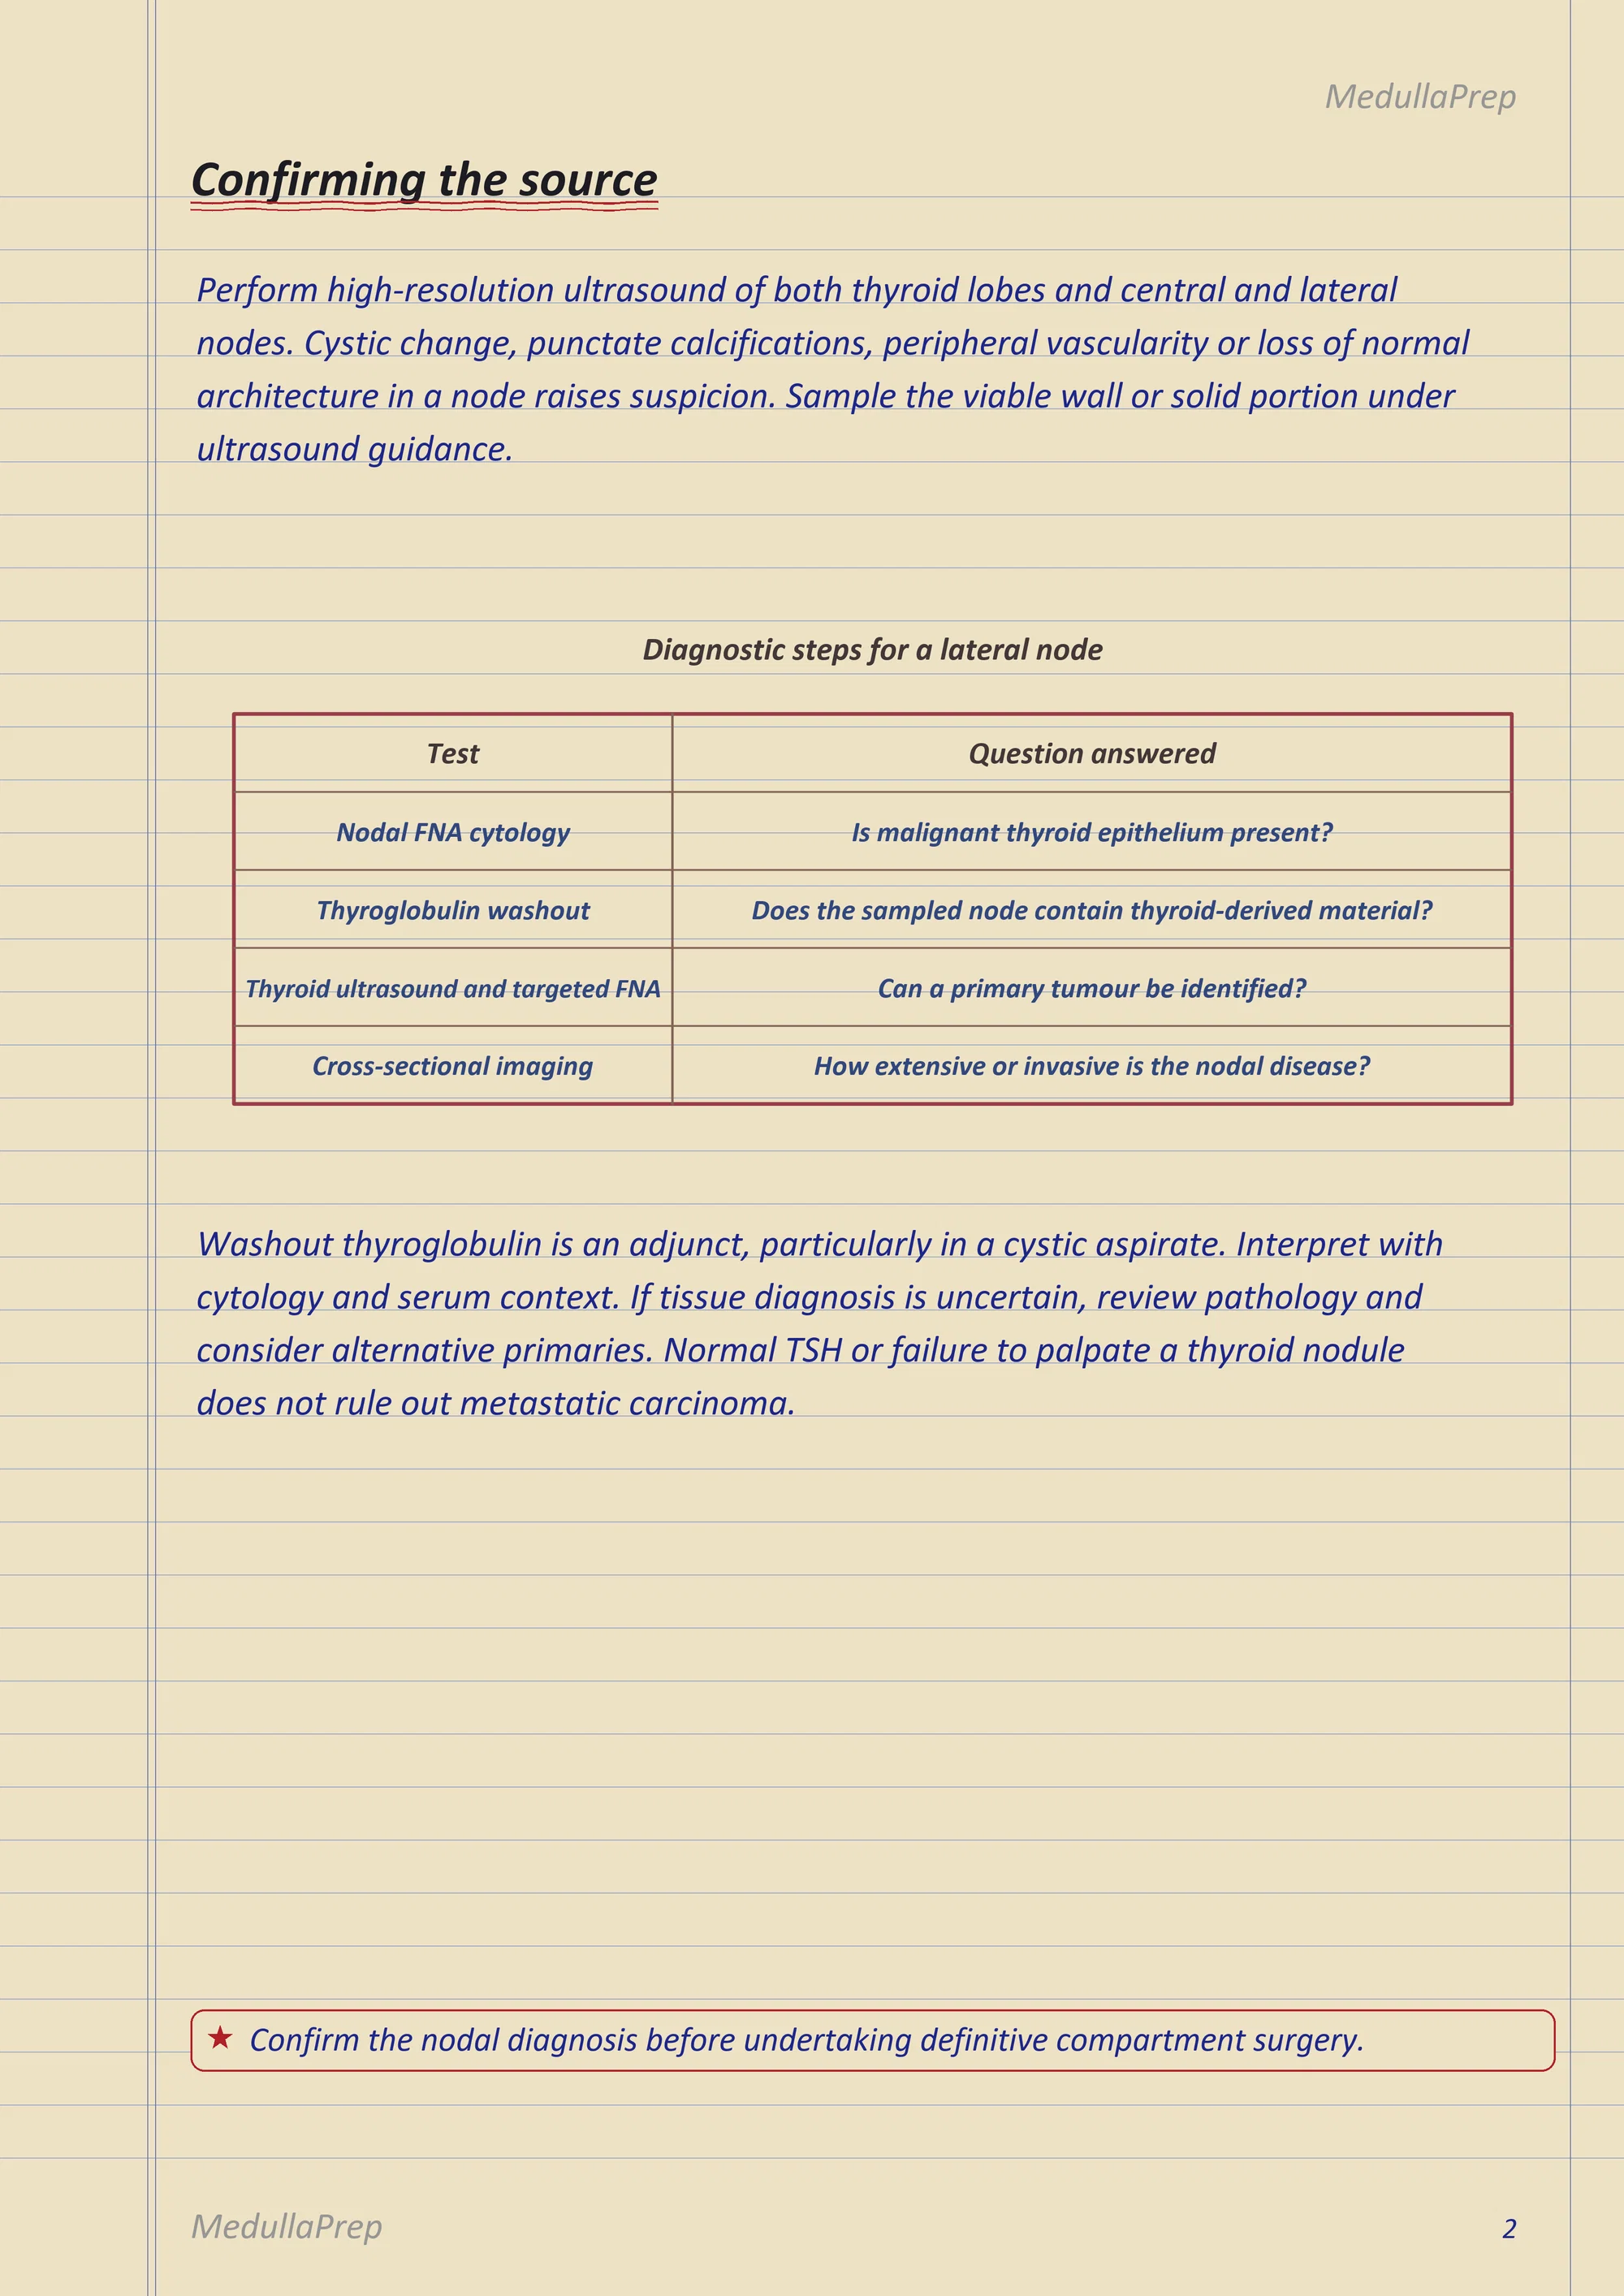 MedullaPrep
Confirming the source
Perform high-resolution ultrasound of both thyroid lobes and central and lateral
nodes. Cystic change, punctate calcifications, peripheral vascularity or loss of normal
architecture in a node raises suspicion. Sample the viable wall or solid portion under
ultrasound guidance.
Diagnostic steps for a lateral node
Test Question answered
Nodal FNA cytology Is malignant thyroid epithelium present?
Thyroglobulin washout Does the sampled node contain thyroid-derived material?
Thyroid ultrasound and targeted FNA Can a primary tumour be identified?
Cross-sectional imaging How extensive or invasive is the nodal disease?
Washout thyroglobulin is an adjunct, particularly in a cystic aspirate. Interpret with
cytology and serum context. If tissue diagnosis is uncertain, review pathology and
consider alternative primaries. Normal TSH or failure to palpate a thyroid nodule
does not rule out metastatic carcinoma.
★ Confirm the nodal diagnosis before undertaking definitive compartment surgery.
MedullaPrep 2